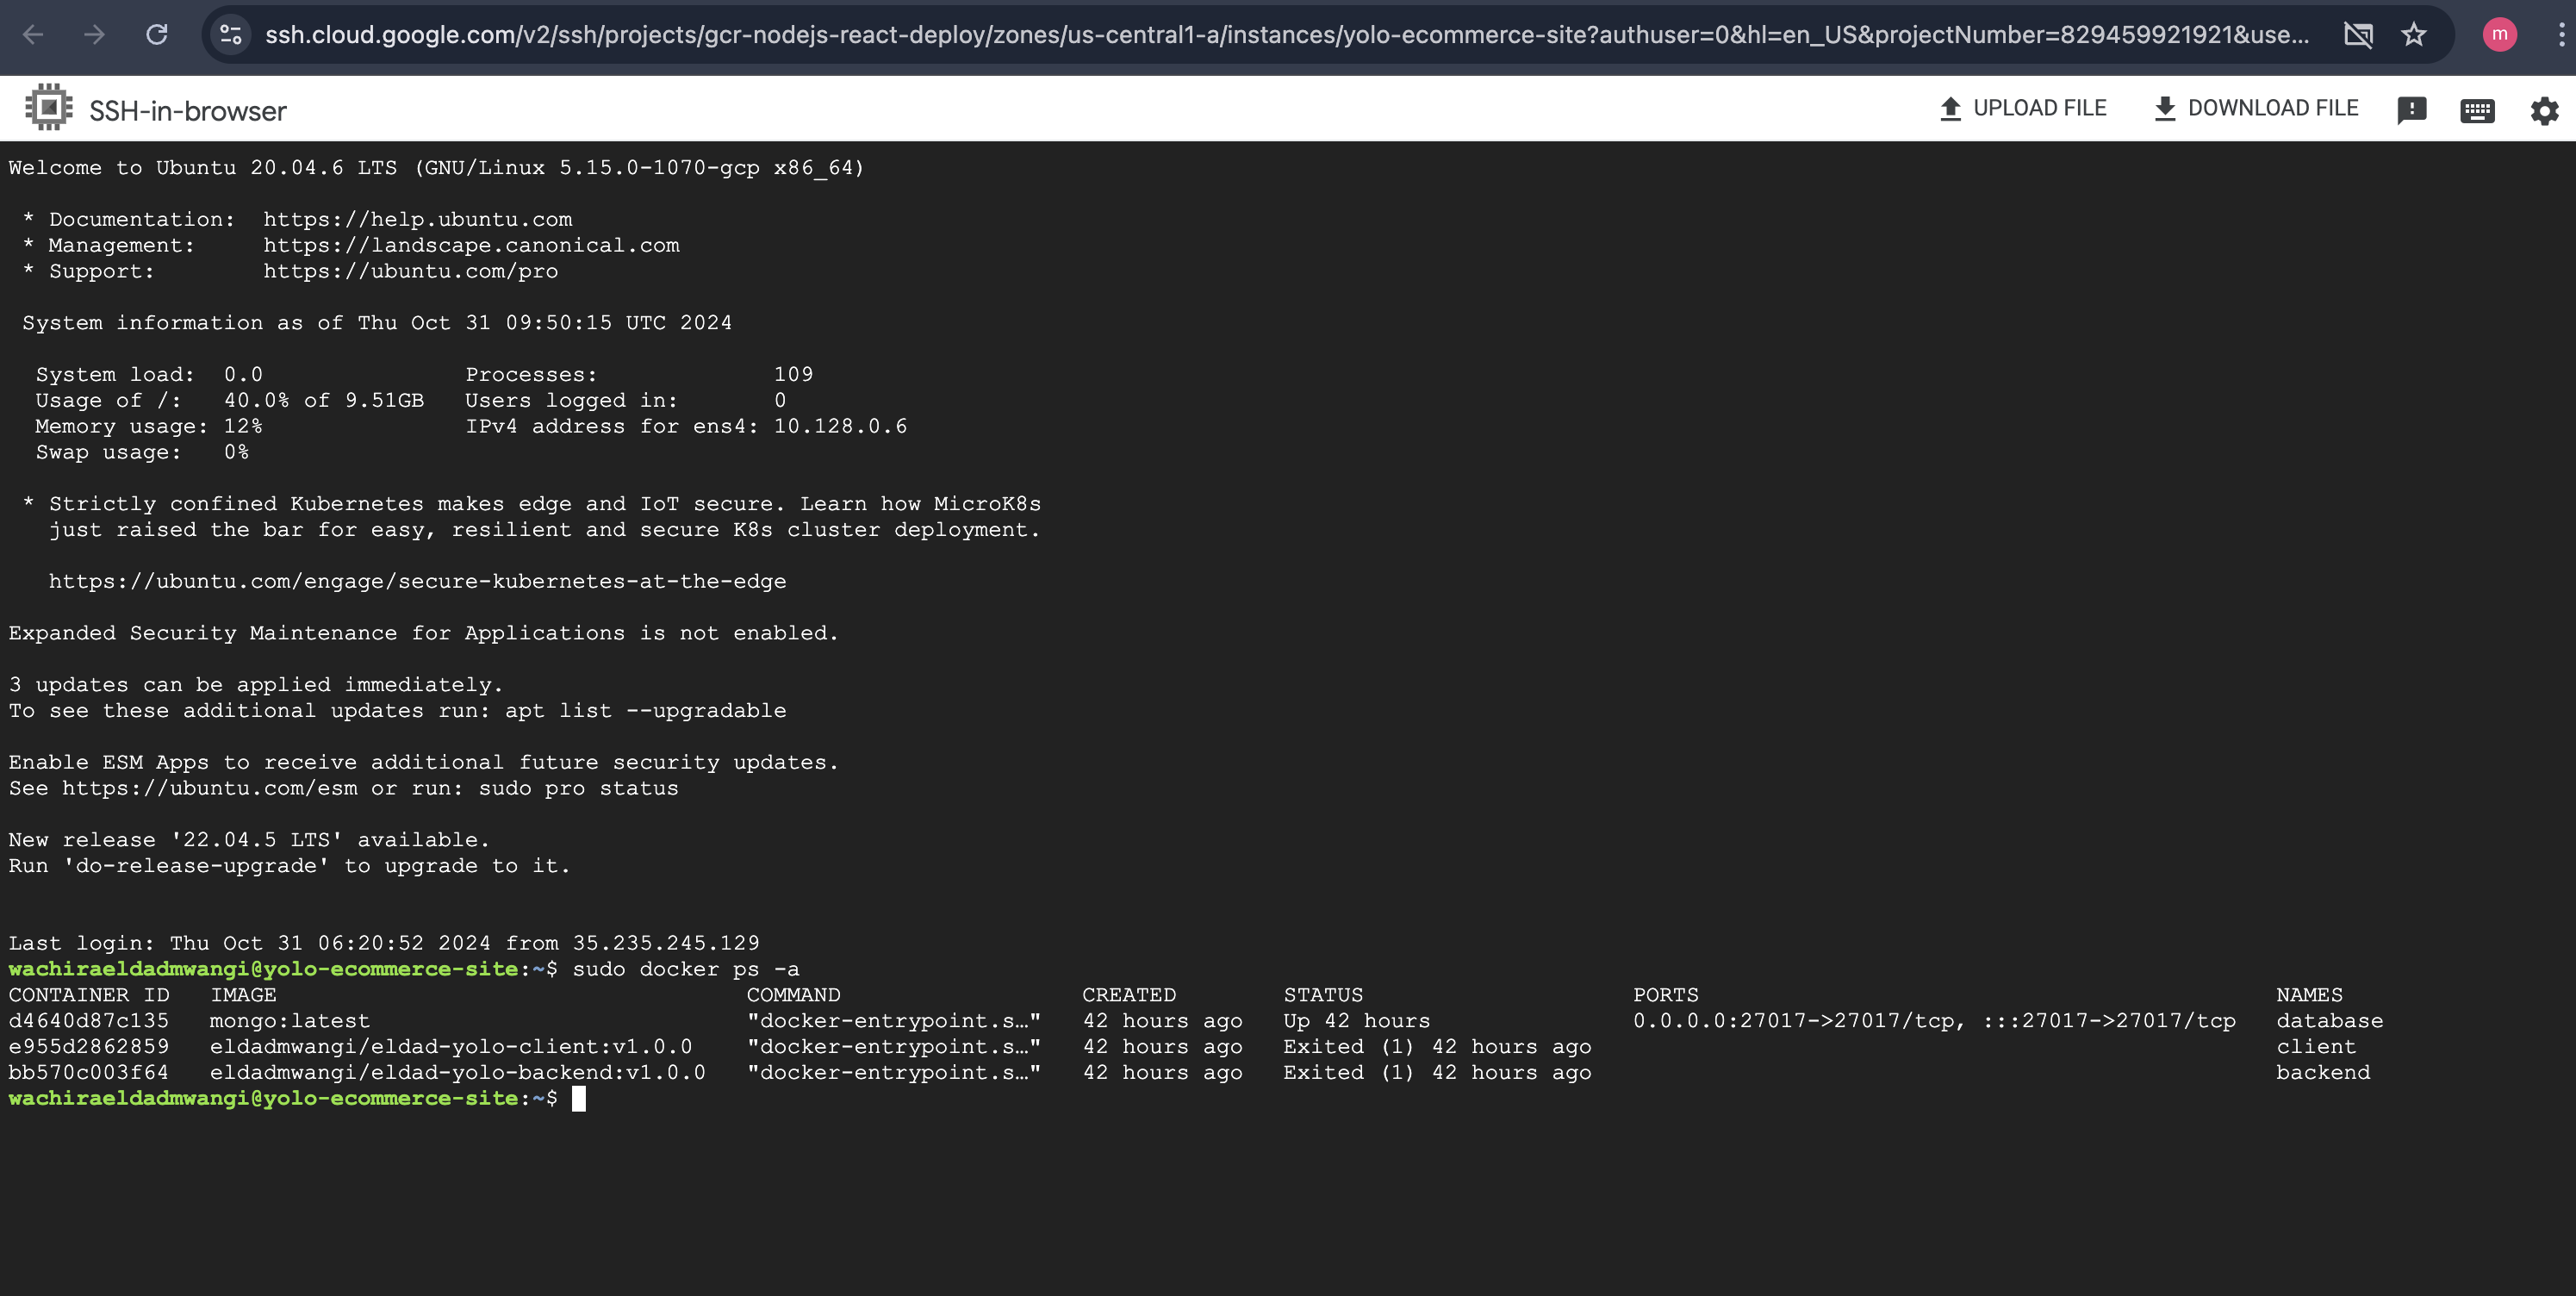 ssh.cloud.google.com/v2/ssh/projects/gcr-nodejs-react-deploy/zones/us-central1-a/instances/yolo-ecommerce-site?authuser=0&hl=en_US&projectNumber=829459921921&use...
m
SSH-in-browser
UPLOAD FILE
DOWNLOAD FILE
Welcome to Ubuntu 20.04.6 LTS (GNU/Linux 5.15.0-1070-gcp x86_64)
* Documentation:  https://help.ubuntu.com
* Management:     https://landscape.canonical.com
* Support:        https://ubuntu.com/pro
System information as of Thu Oct 31 09:50:15 UTC 2024
System load:  0.0               Processes:             109
Usage of /:   40.0% of 9.51GB   Users logged in:       0
Memory usage: 12%               IPv4 address for ens4: 10.128.0.6
Swap usage:   0%
* Strictly confined Kubernetes makes edge and IoT secure. Learn how MicroK8s
just raised the bar for easy, resilient and secure K8s cluster deployment.
https://ubuntu.com/engage/secure-kubernetes-at-the-edge
Expanded Security Maintenance for Applications is not enabled.
3 updates can be applied immediately.
To see these additional updates run: apt list --upgradable
Enable ESM Apps to receive additional future security updates.
See https://ubuntu.com/esm or run: sudo pro status
New release '22.04.5 LTS' available.
Run 'do-release-upgrade' to upgrade to it.
Last login: Thu Oct 31 06:20:52 2024 from 35.235.245.129
wachiraeldadmwangi@yolo-ecommerce-site:~$ sudo docker ps -a
CONTAINER ID   IMAGE                                   COMMAND                  CREATED        STATUS                    PORTS                                           NAMES
d4640d87c135   mongo:latest                            "docker-entrypoint.s…"   42 hours ago   Up 42 hours               0.0.0.0:27017->27017/tcp, :::27017->27017/tcp   database
e955d2862859   eldadmwangi/eldad-yolo-client:v1.0.0    "docker-entrypoint.s…"   42 hours ago   Exited (1) 42 hours ago                                                   client
bb570c003f64   eldadmwangi/eldad-yolo-backend:v1.0.0   "docker-entrypoint.s…"   42 hours ago   Exited (1) 42 hours ago                                                   backend
wachiraeldadmwangi@yolo-ecommerce-site:~$